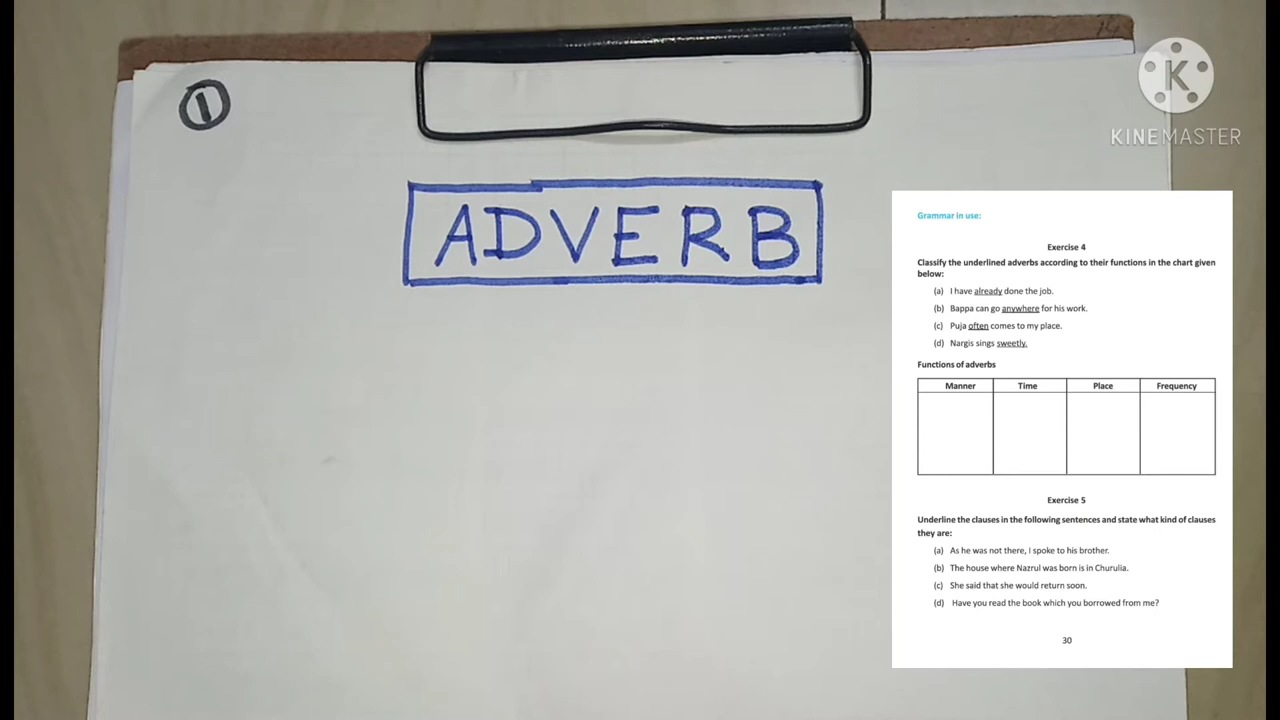 1
KINEMASTER
ADVERB
Grammar in use:
Exercise 4
Classify the underlined adverbs according to their functions in the chart given
below:
(a) I have already done the job.
(b) Bappa can go anywhere for his work.
(c) Puja often comes to my place.
(d) Nargis sings sweetly.
Functions of adverbs
Manner Time Place Frequency
Exercise 5
Underline the clauses in the following sentences and state what kind of clauses
they are:
(a) As he was not there, I spoke to his brother.
(b) The house where Nazrul was born is in Churulia.
(c) She said that she would return soon.
(d) Have you read the book which you borrowed from me?
30